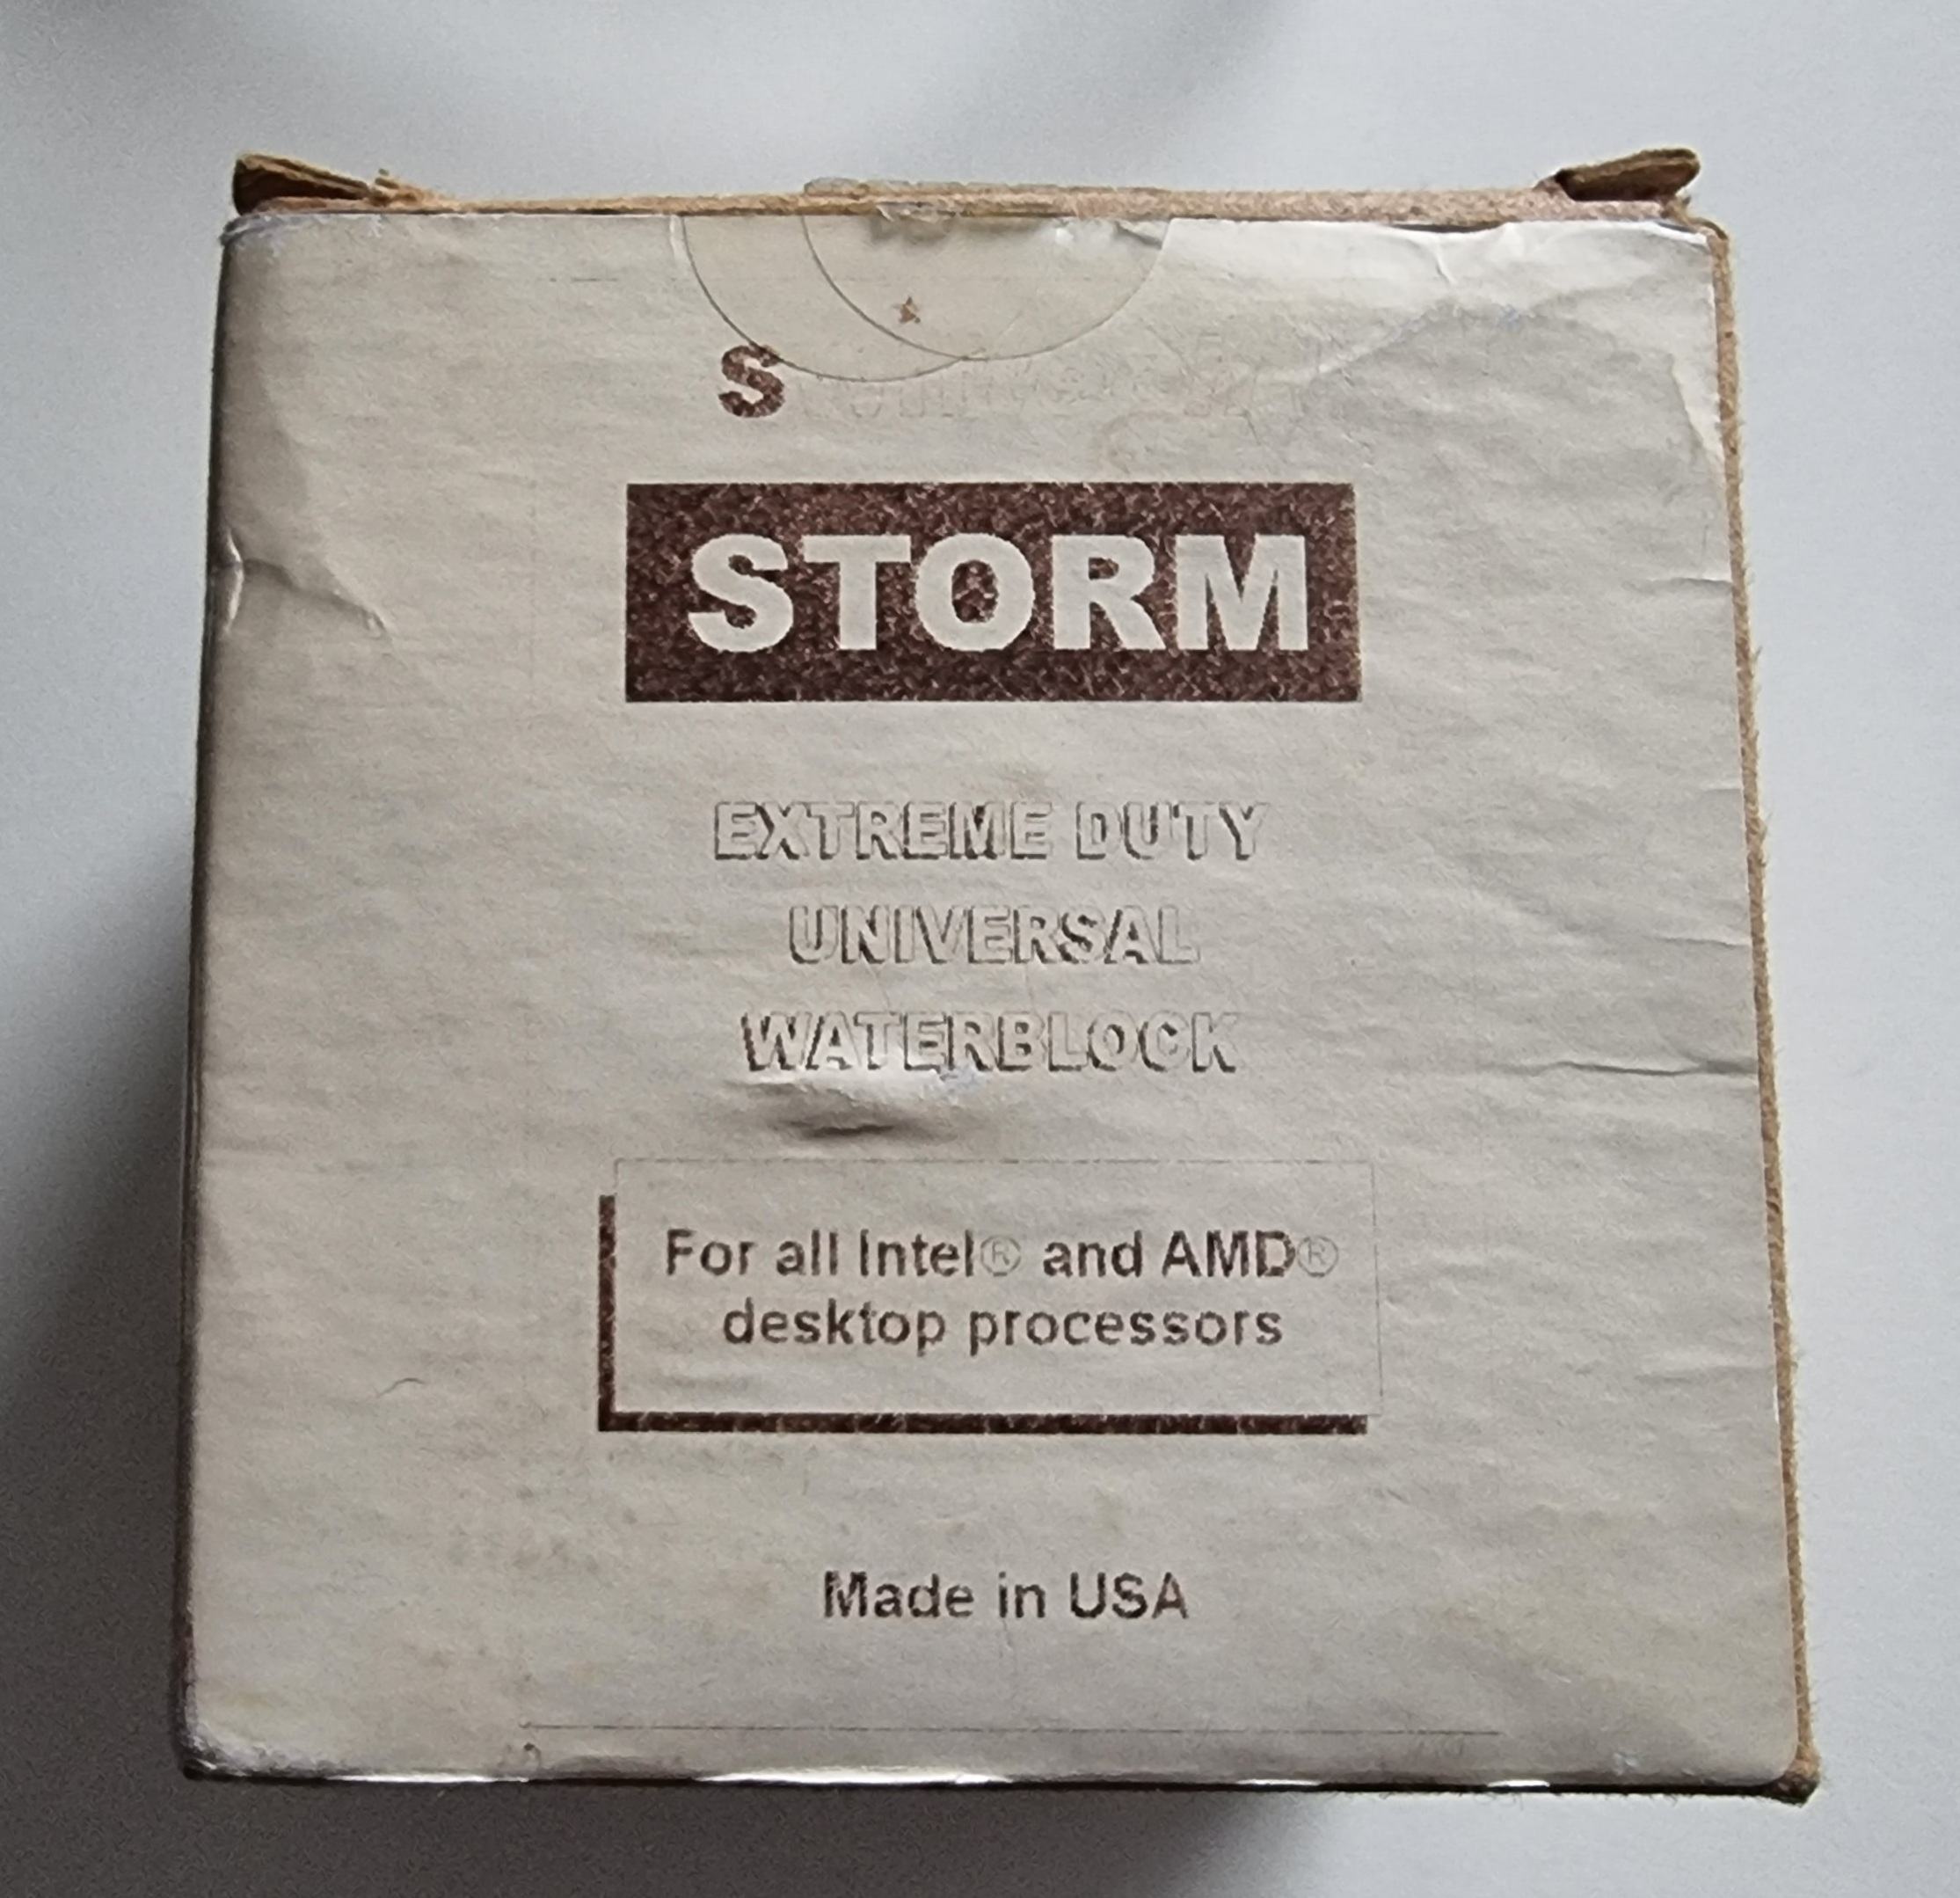 S
STORM
EXTREME DUTY
UNIVERSAL
WATERBLOCK
For all Intel® and AMD®
desktop processors
Made in USA